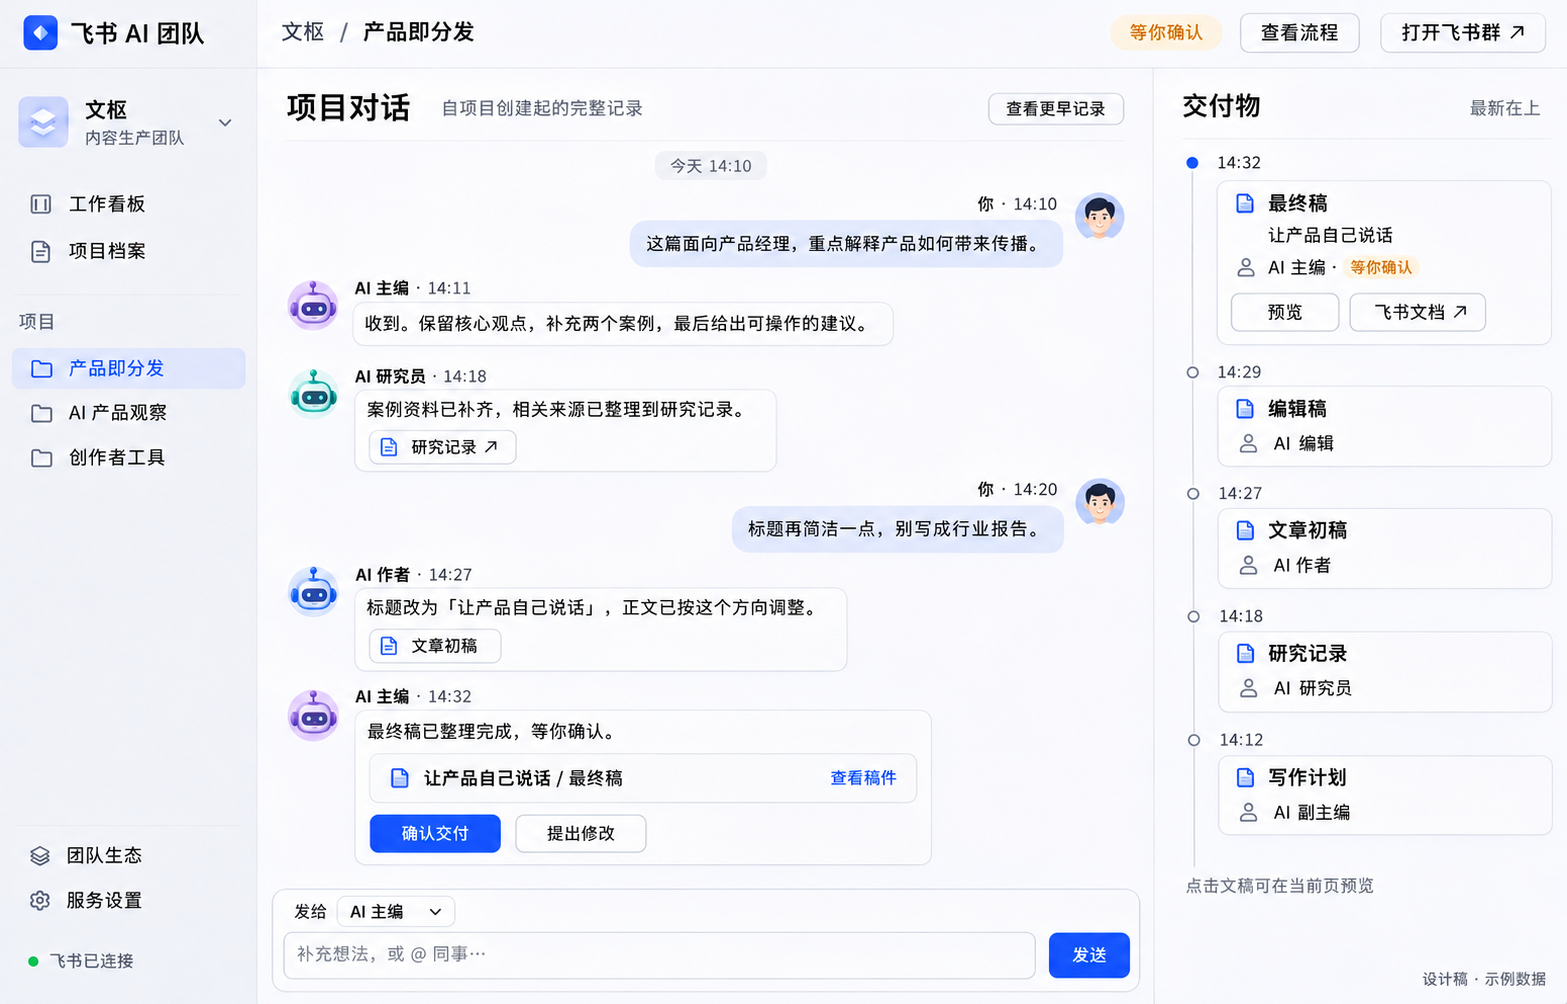 飞书 AI 团队
文枢 / 产品即分发
等你确认
查看流程
打开飞书群 ↗
文枢
内容生产团队
工作看板
项目档案
项目
产品即分发
AI 产品观察
创作者工具
团队生态
服务设置
飞书已连接
项目对话
自项目创建起的完整记录
查看更早记录
今天 14:10
你 · 14:10
这篇面向产品经理，重点解释产品如何带来传播。
AI 主编 · 14:11
收到。保留核心观点，补充两个案例，最后给出可操作的建议。
AI 研究员 · 14:18
案例资料已补齐，相关来源已整理到研究记录。
研究记录 ↗
你 · 14:20
标题再简洁一点，别写成行业报告。
AI 作者 · 14:27
标题改为「让产品自己说话」，正文已按这个方向调整。
文章初稿
AI 主编 · 14:32
最终稿已整理完成，等你确认。
让产品自己说话 / 最终稿
查看稿件
确认交付
提出修改
发给
AI 主编
补充想法，或 @ 同事…
发送
交付物
最新在上
14:32
最终稿
让产品自己说话
AI 主编 · 等你确认
预览
飞书文档 ↗
14:29
编辑稿
AI 编辑
14:27
文章初稿
AI 作者
14:18
研究记录
AI 研究员
14:12
写作计划
AI 副主编
点击文稿可在当前页预览
设计稿 · 示例数据